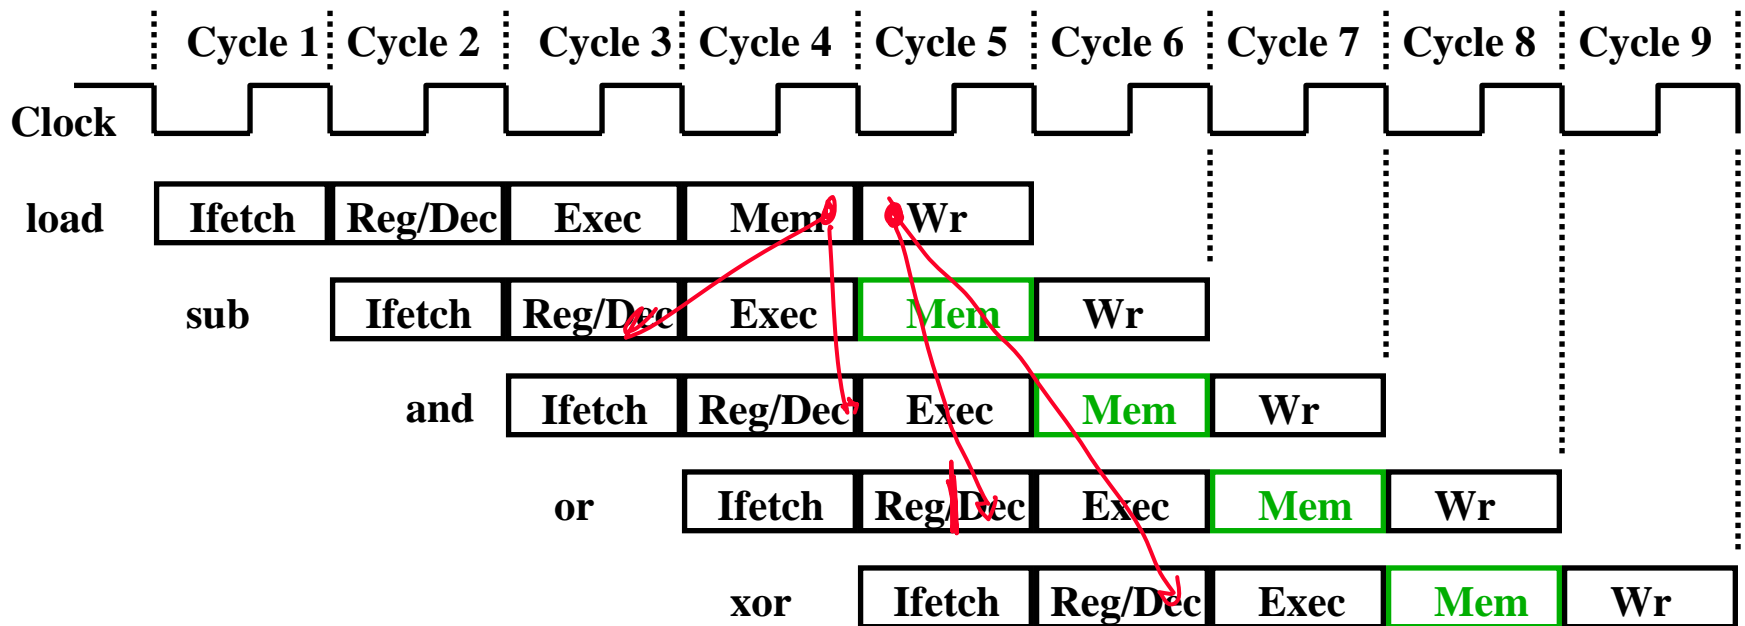 Cycle 1 Cycle 2 Cycle 3 Cycle 4 Cycle 5 Cycle 6 Cycle 7 Cycle 8 Cycle 9
Clock
load Ifetch Reg/Dec Exec Mem Wr
sub Ifetch Reg/Dec Exec Mem Wr
and Ifetch Reg/Dec Exec Mem Wr
or Ifetch Reg/Dec Exec Mem Wr
xor Ifetch Reg/Dec Exec Mem Wr